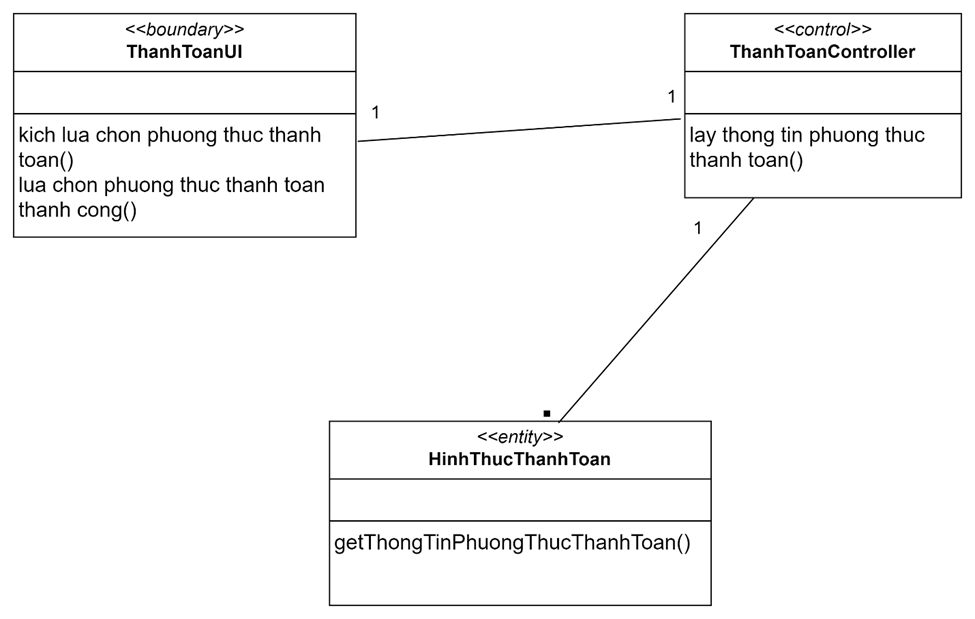 <<boundary>>
ThanhToanUI
kich lua chon phuong thuc thanh
toan()
lua chon phuong thuc thanh toan
thanh cong()
1
1
<<control>>
ThanhToanController
lay thong tin phuong thuc
thanh toan()
1
<<entity>>
HinhThucThanhToan
getThongTinPhuongThucThanhToan()